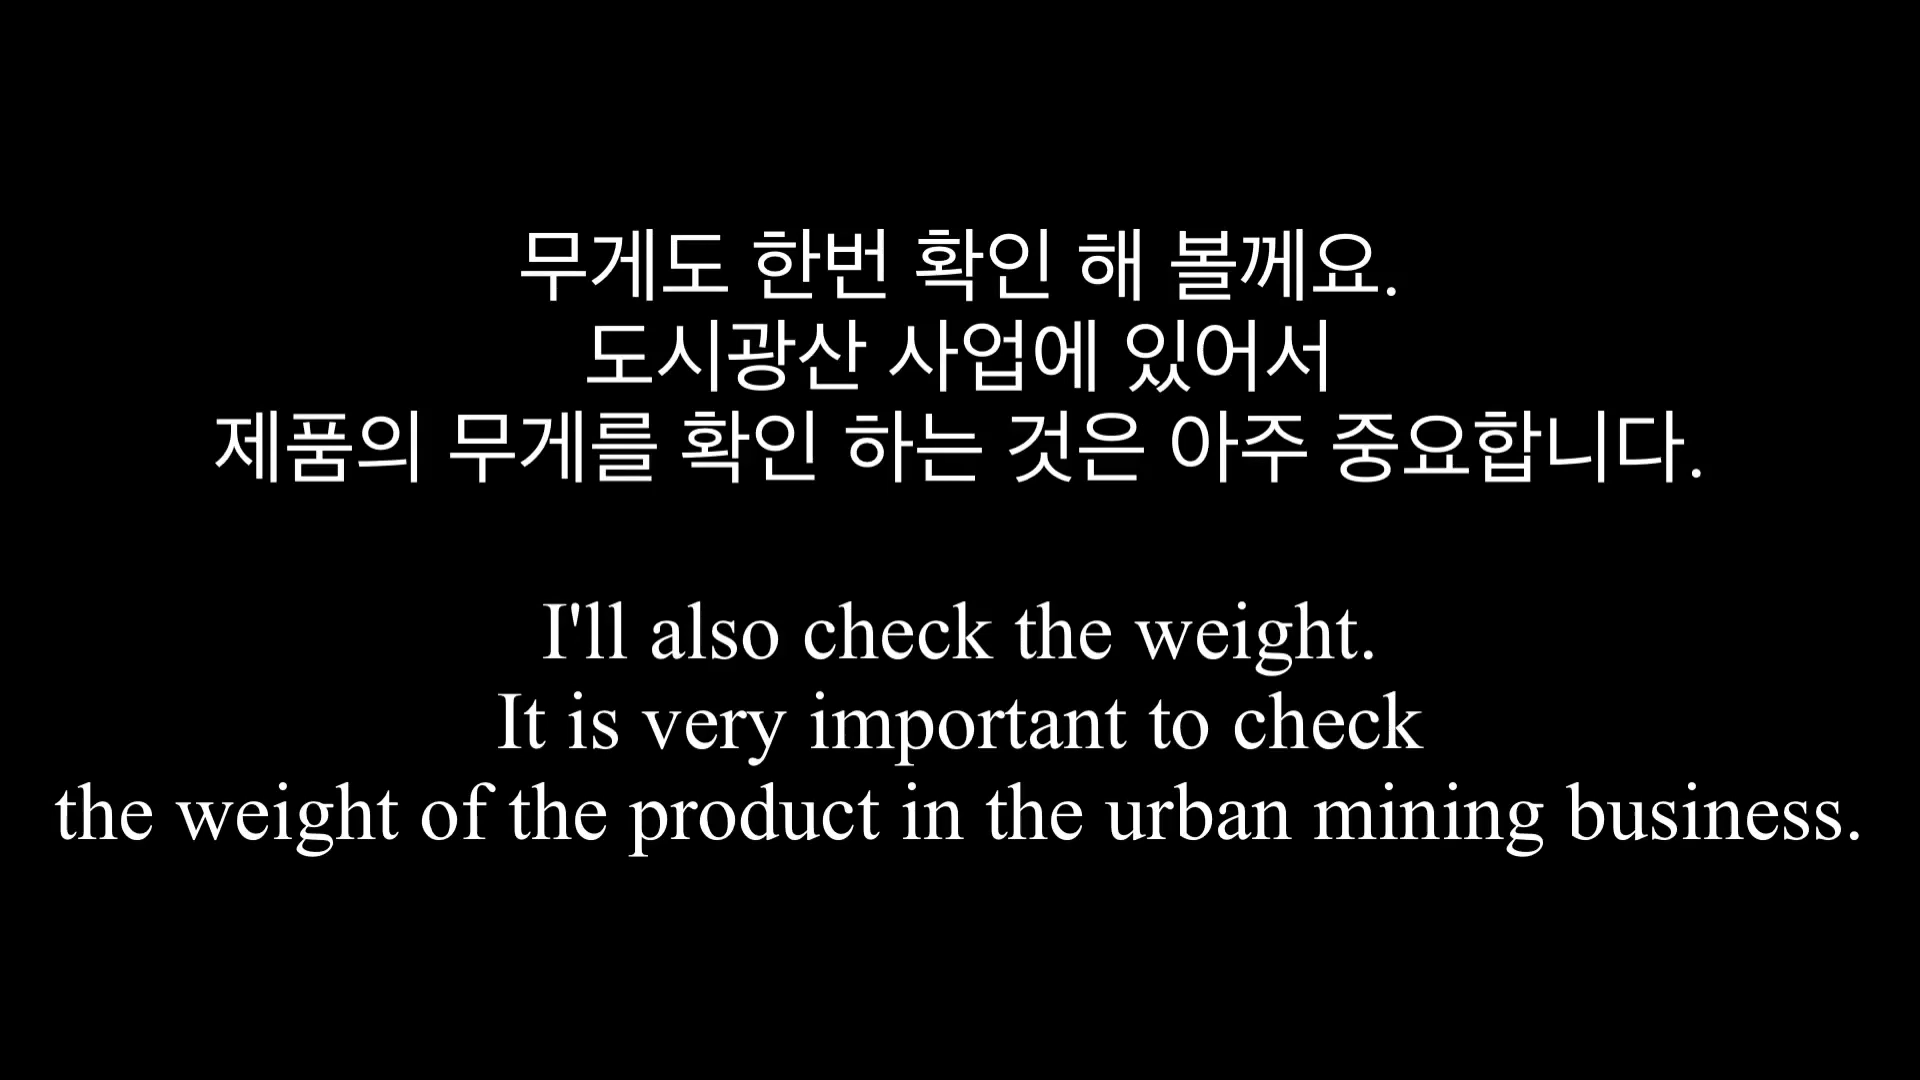 무게도 한번 확인 해 볼께요.
도시광산 사업에 있어서
제품의 무게를 확인 하는 것은 아주 중요합니다.
I'll also check the weight.
It is very important to check
the weight of the product in the urban mining business.